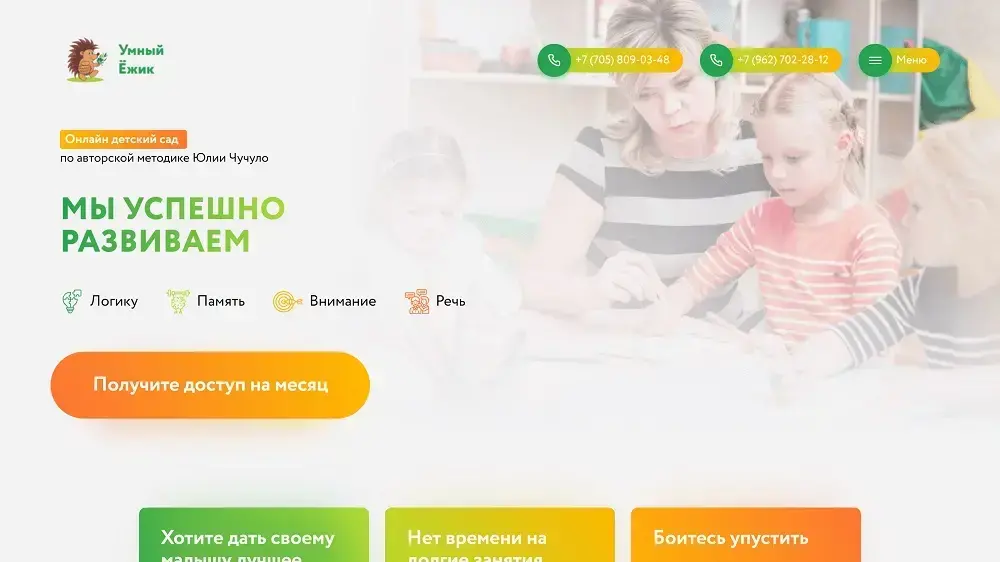 Умный
Ёжик
+7 (705) 809-03-48
+7 (962) 702-28-12
Меню
Онлайн детский сад
по авторской методике Юлии Чучуло
МЫ УСПЕШНО
РАЗВИВАЕМ
Логику
Память
Внимание
Речь
Получите доступ на месяц
Хотите дать своему
малышу лучшее
Нет времени на
долгие занятия
Боитесь упустить